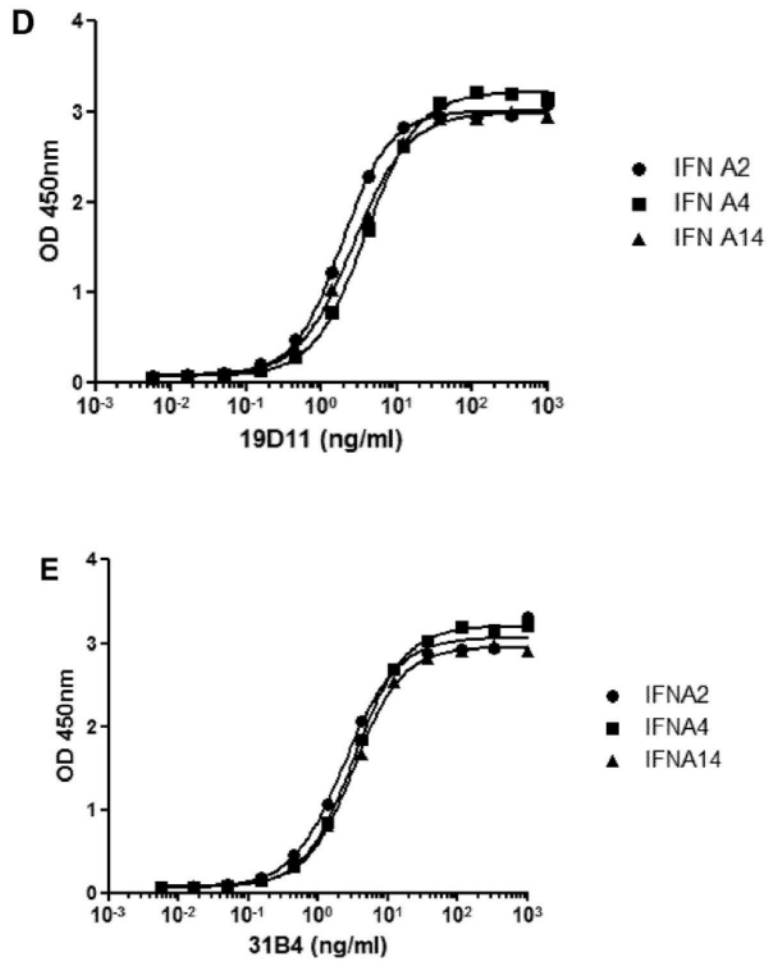 D
4
3
2
1
0
OD 450nm
10⁻³ 10⁻² 10⁻¹ 10⁰ 10¹ 10² 10³
19D11 (ng/ml)
IFN A2
IFN A4
IFN A14
E
4
3
2
1
0
OD 450nm
10⁻³ 10⁻² 10⁻¹ 10⁰ 10¹ 10² 10³
31B4 (ng/ml)
IFNA2
IFNA4
IFNA14